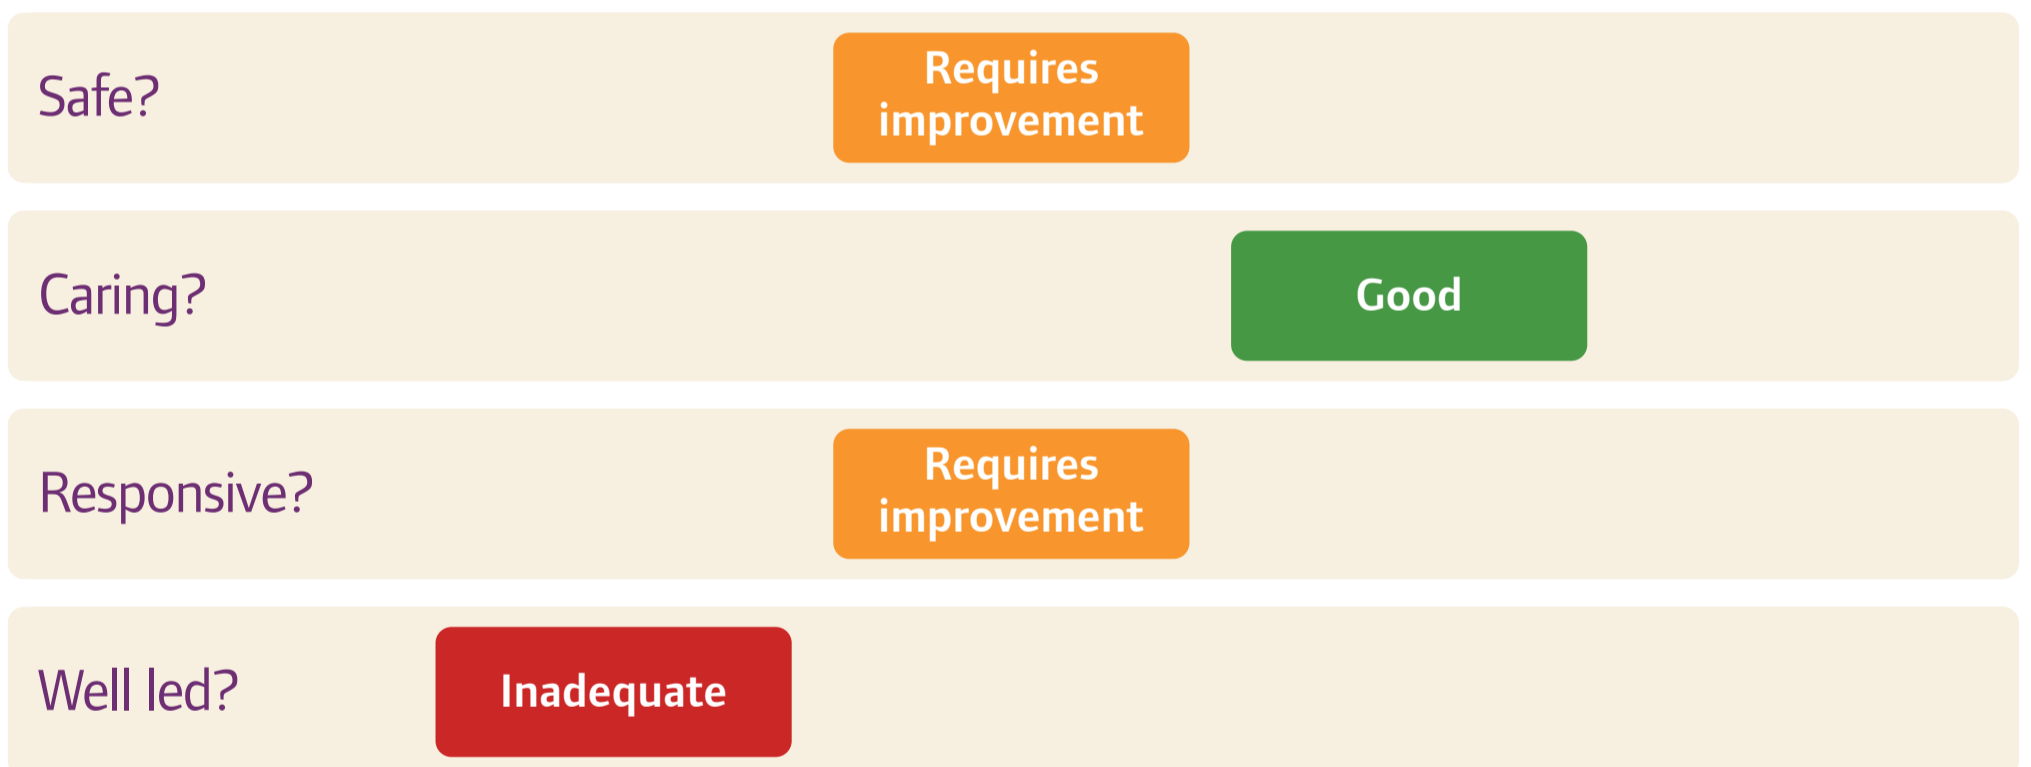 Safe?
Requires
improvement
Caring?
Good
Responsive?
Requires
improvement
Well led?
Inadequate